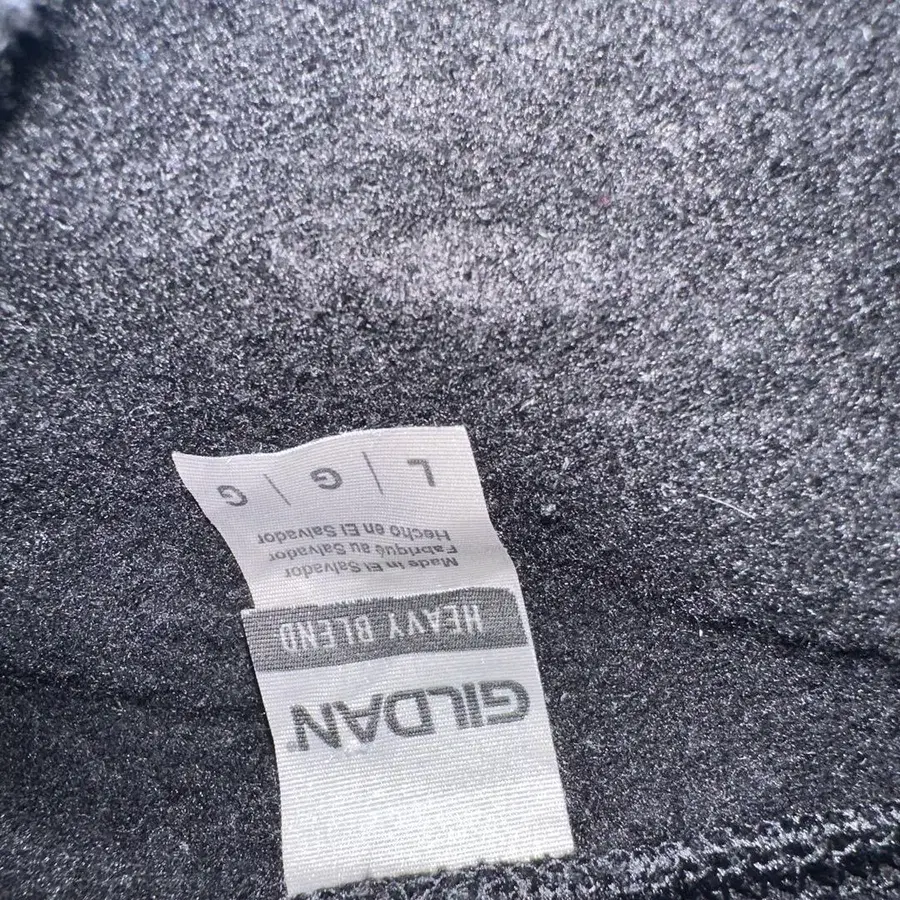 GILDAN
HEAVY BLEND
Made in El Salvador
Fabriqué au Salvador
Hecho en El Salvador
L | G | G